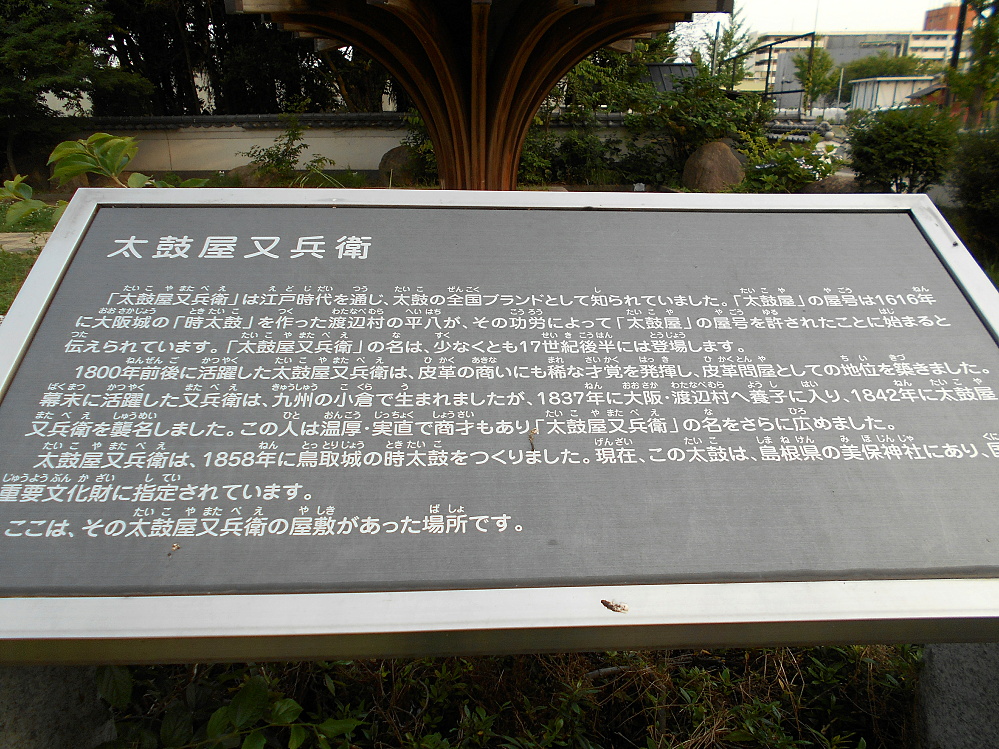 太鼓屋又兵衛
「太鼓屋又兵衛」は江戸時代を通じ、太鼓の全国ブランドとして知られていました。「太鼓屋」の屋号は1616年
に大阪城の「時太鼓」を作った渡辺村の平八が、その功労によって「太鼓屋」の屋号を許されたことに始まると
伝えられています。「太鼓屋又兵衛」の名は、少なくとも17世紀後半には登場します。
1800年前後に活躍した太鼓屋又兵衛は、皮革の商いにも稀な才覚を発揮し、皮革問屋としての地位を築きました。
幕末に活躍した又兵衛は、九州の小倉で生まれましたが、1837年に大阪・渡辺村へ養子に入り、1842年に太鼓屋
又兵衛を襲名しました。この人は温厚・実直で商才もあり「太鼓屋又兵衛」の名をさらに広めました。
太鼓屋又兵衛は、1858年に鳥取城の時太鼓をつくりました。現在、この太鼓は、島根県の美保神社にあり、
重要文化財に指定されています。
ここは、その太鼓屋又兵衛の屋敷があった場所です。